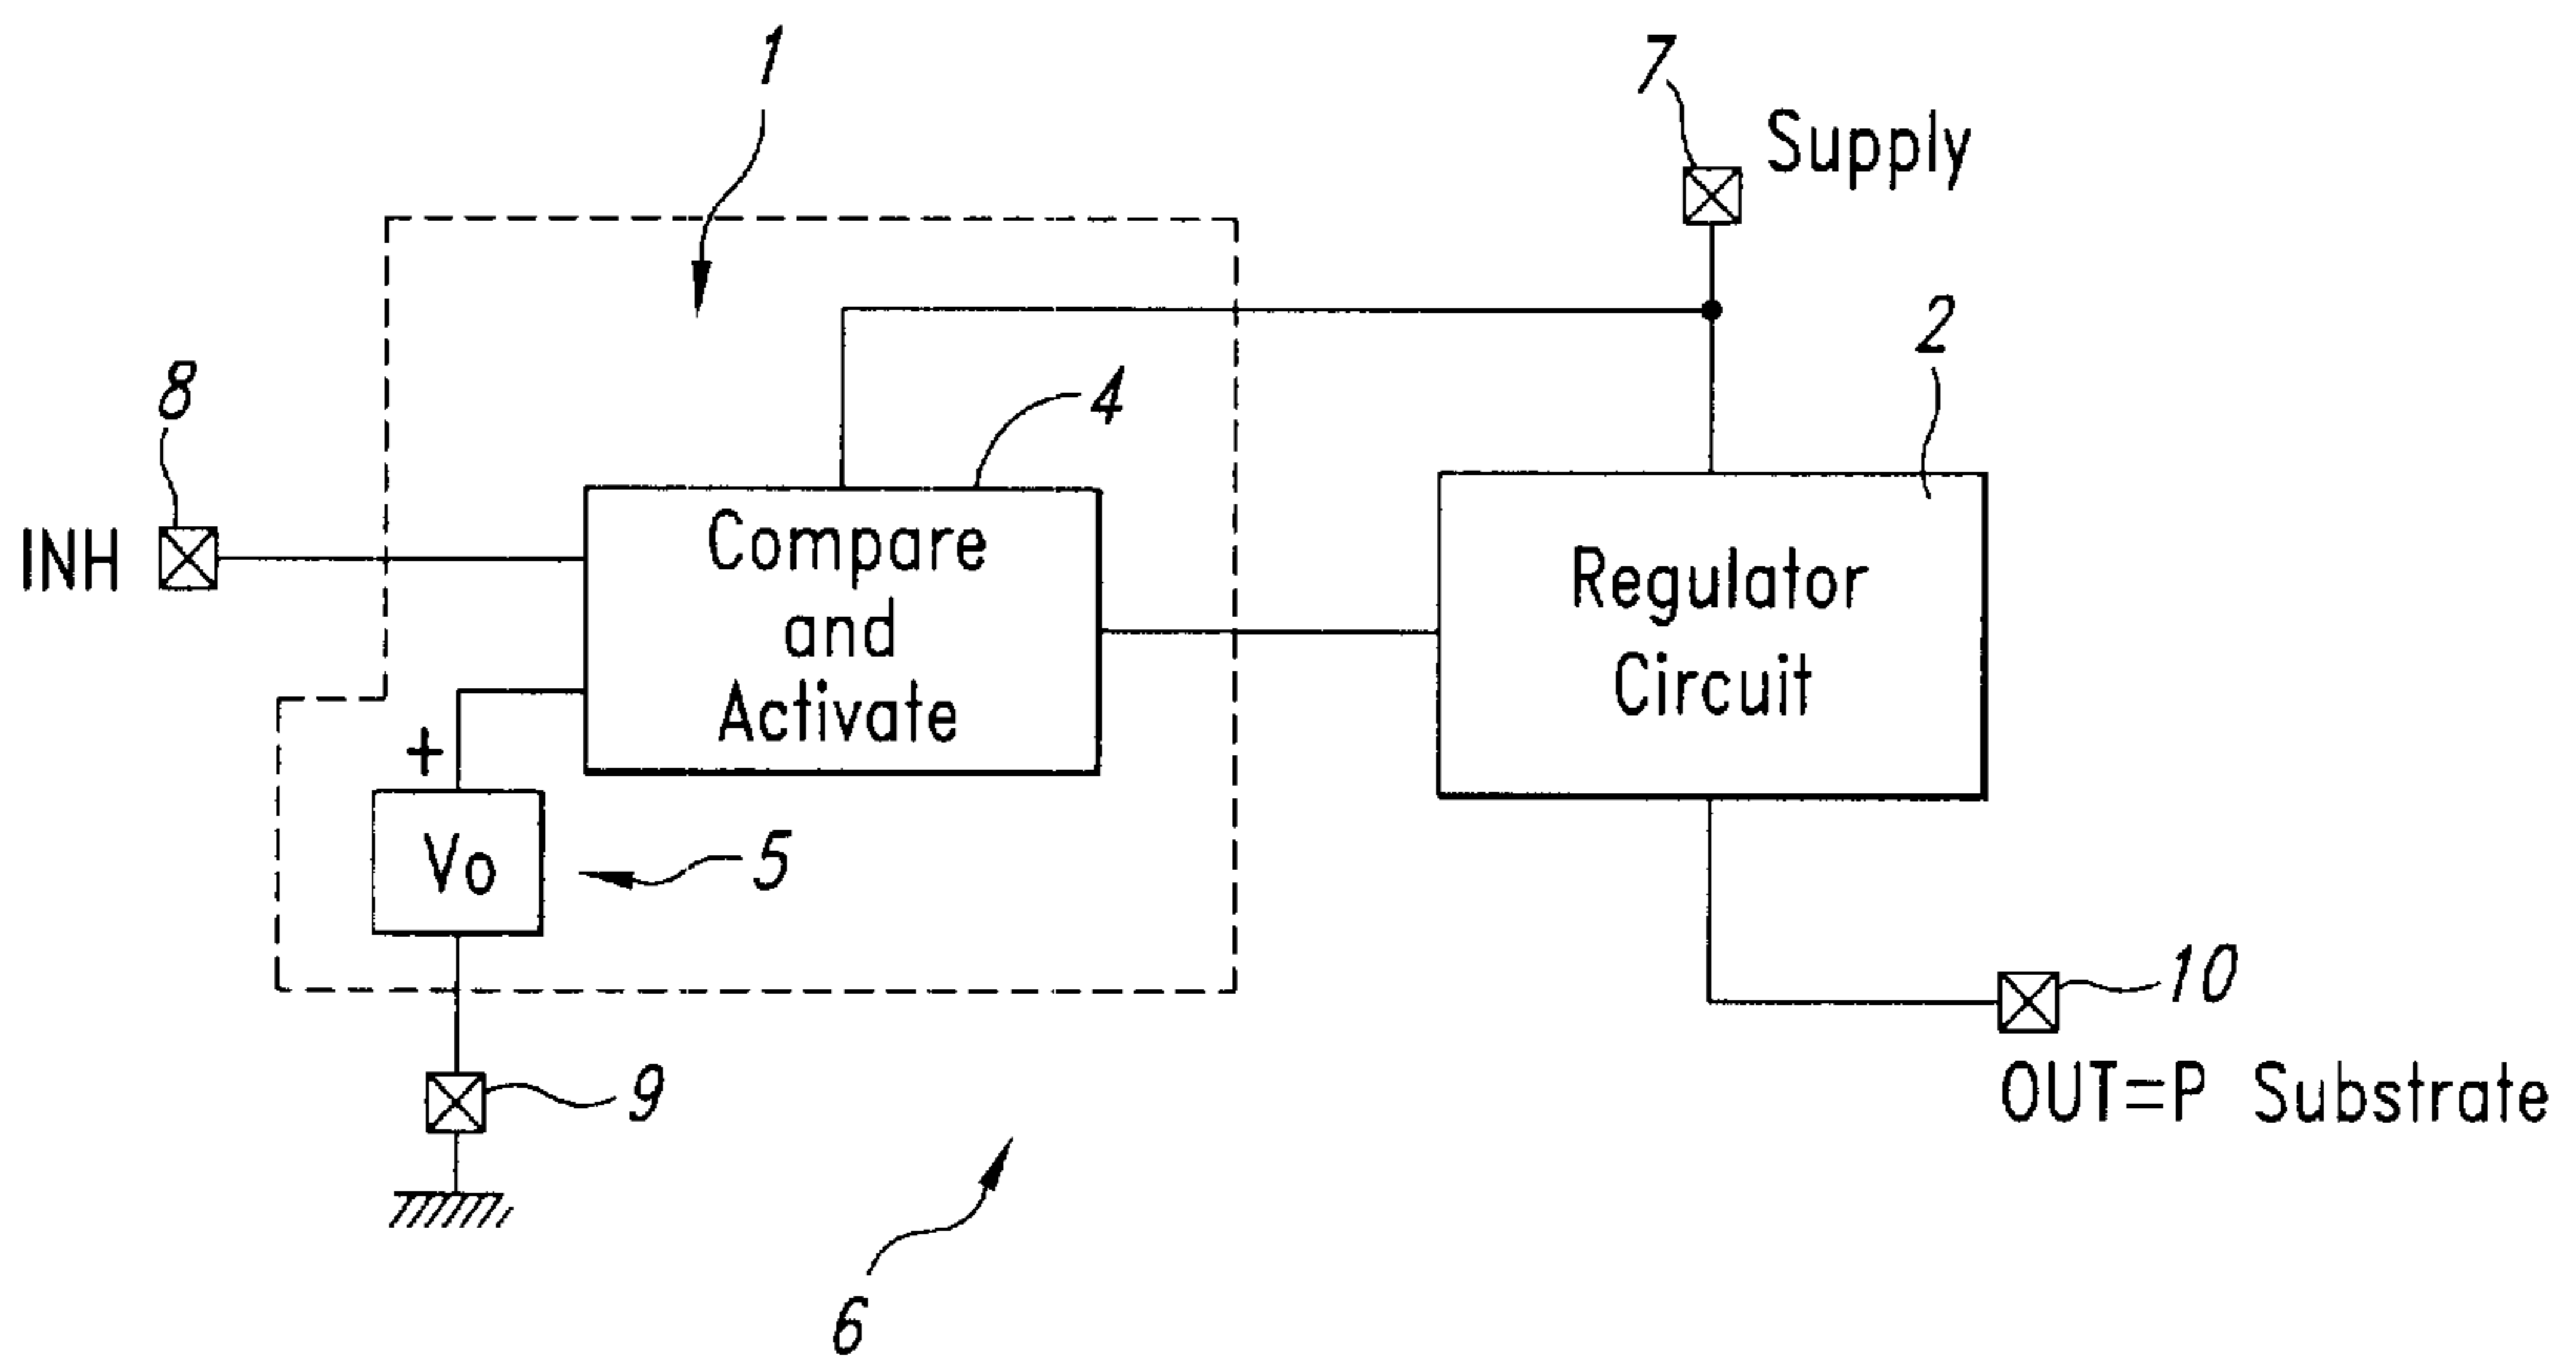 1
7
Supply
2
8
4
INH
Compare
and
Activate
Regulator
Circuit
+
Vo
5
10
OUT=P Substrate
9
6